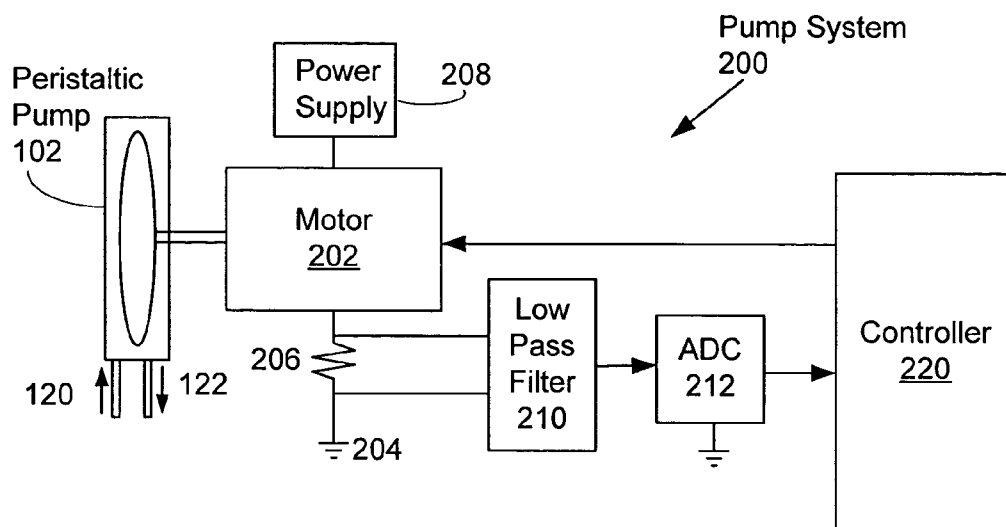 Pump System
200
Peristaltic
Pump
102
Power
Supply
208
Motor
202
Low
Pass
Filter
210
ADC
212
Controller
220
206
204
120
122